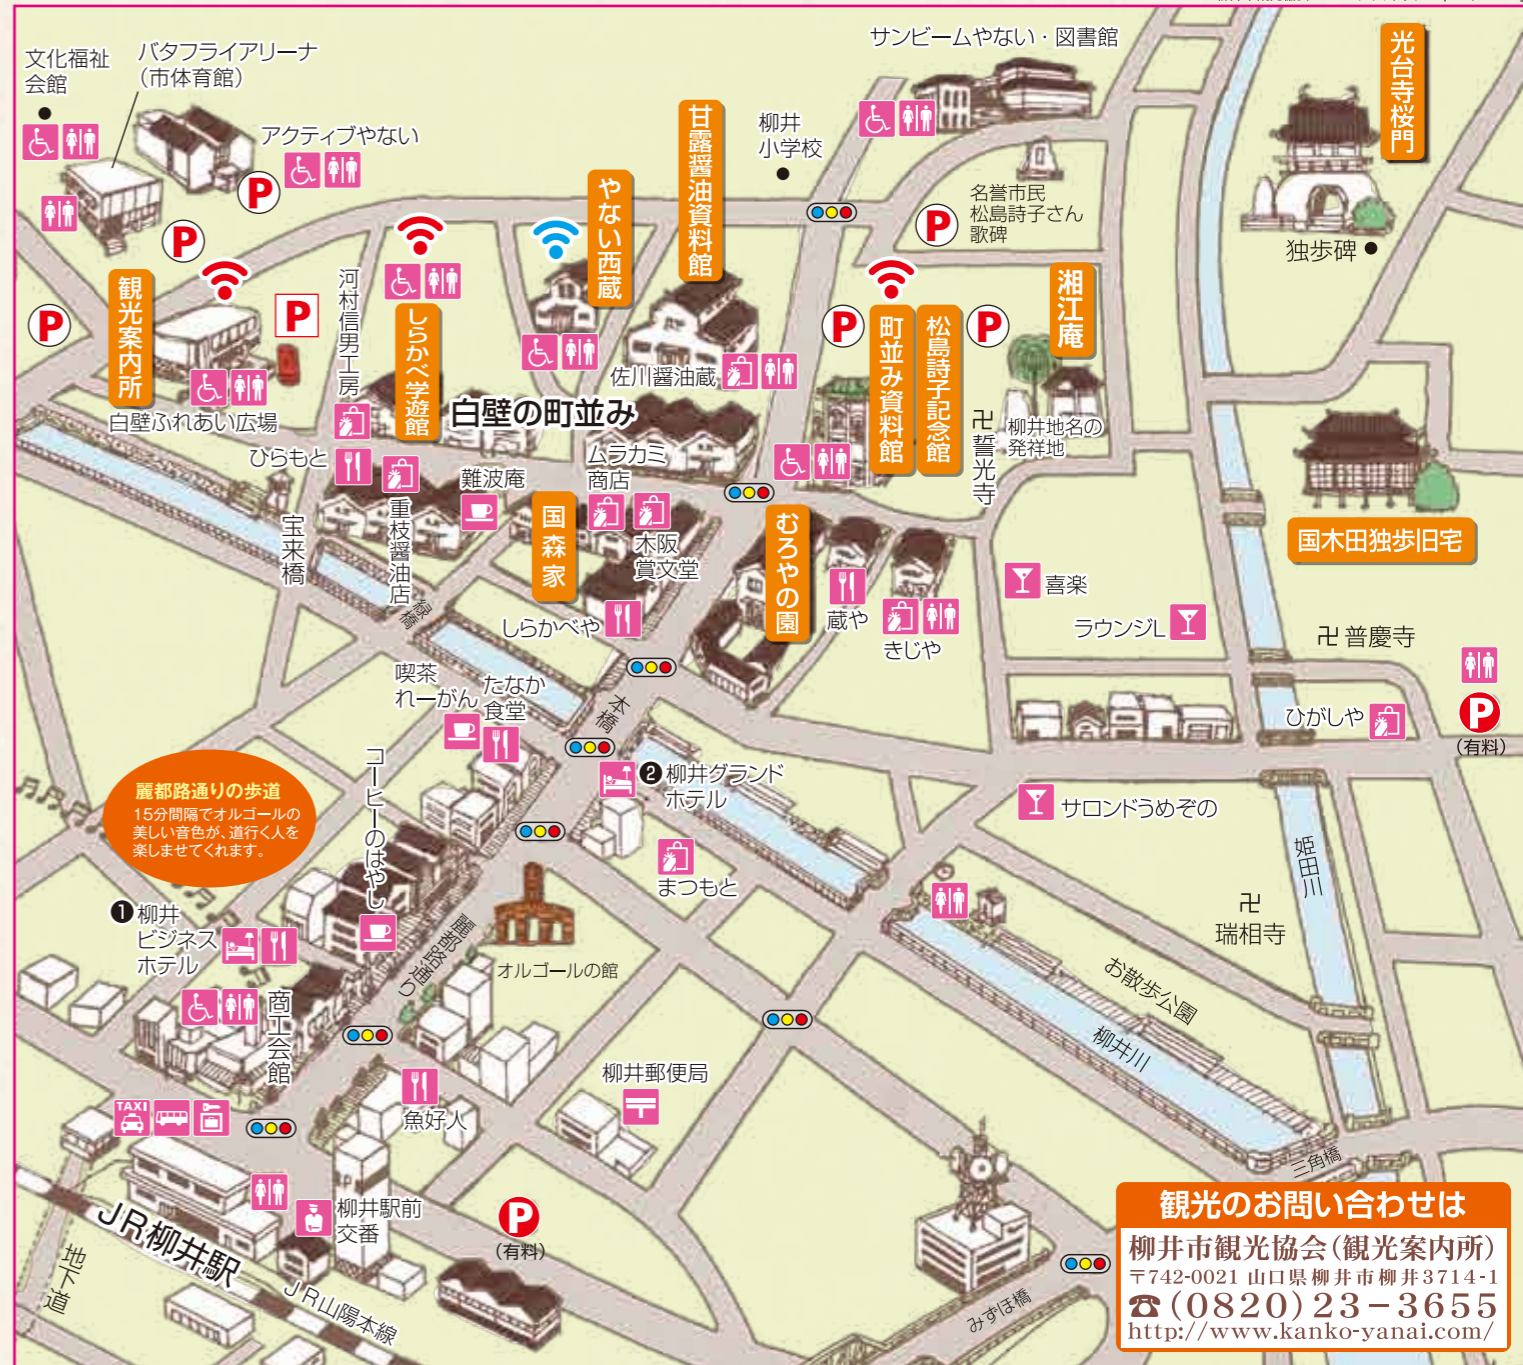 文化福祉
会館
バタフライアリーナ
（市体育館）
アクティブやない
P
P
P
P
観光案内所
白壁ふれあい広場
河村信男工房
しらかべ学遊館
やない西蔵
甘露醤油資料館
佐川醤油蔵
白壁の町並み
柳井
小学校
サンビームやない・図書館
名誉市民
松島詩子さん
歌碑
P
P
P
町並み資料館
松島詩子記念館
湘江庵
柳井地名の
発祥地
卍誓光寺
光台寺桜門
独歩碑
国木田独歩旧宅
ひらもと
重枝醤油店
難波庵
国森家
ムラカミ
商店
木阪
賞文堂
しらかべや
むろやの園
蔵や
きじや
喜楽
ラウンジL
卍普慶寺
ひがしや
P
（有料）
宝来橋
緑橋
本橋
喫茶
れーがん
たなか
食堂
コーヒーのはやし
麗都路通りの歩道
15分間隔でオルゴールの
美しい音色が、道行く人を
楽しませてくれます。
❷柳井グランド
ホテル
まつもと
サロンドうめぞの
姫田川
卍
瑞相寺
お散歩公園
柳井川
三角橋
❶柳井
ビジネス
ホテル
商工会館
麗都路通り
オルゴールの館
魚好人
柳井郵便局
TAXI
柳井駅前
交番
P
（有料）
JR柳井駅
地下道
JR山陽本線
みずほ橋
観光のお問い合わせは
柳井市観光協会（観光案内所）
〒742-0021 山口県柳井市柳井3714-1
☎(0820)23-3655
http://www.kanko-yanai.com/